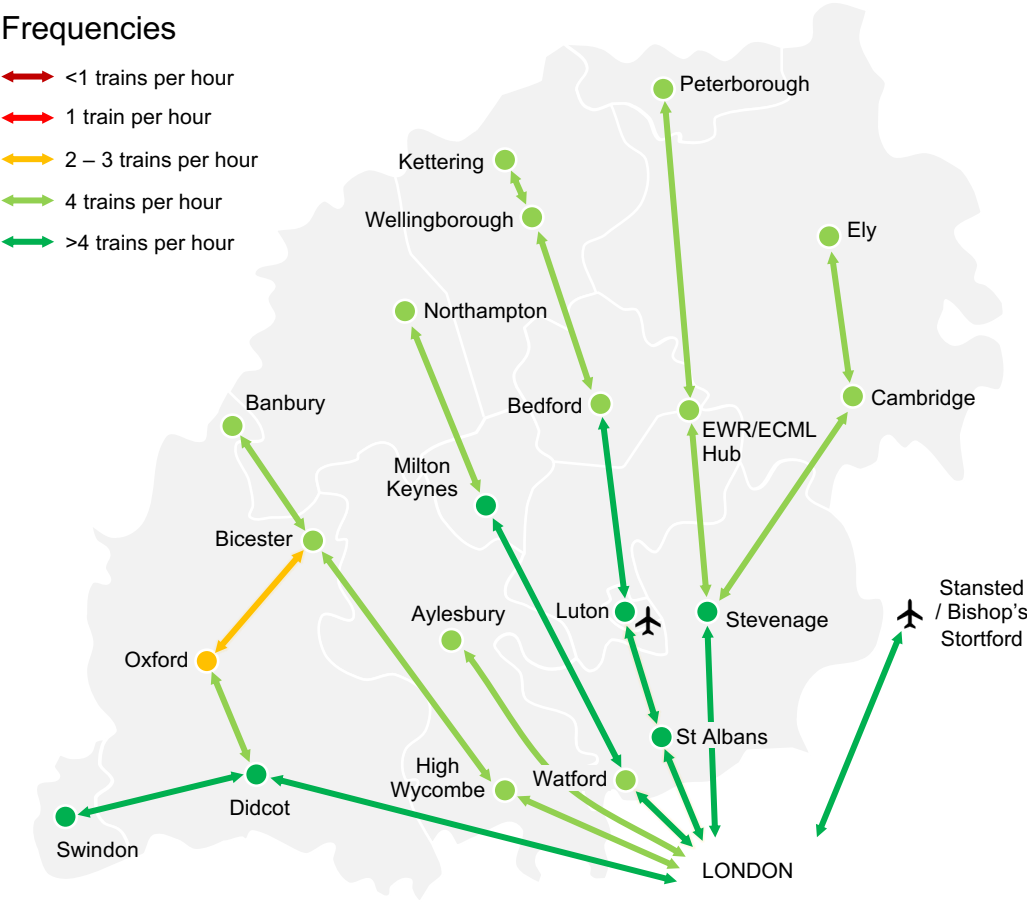 Frequencies
<1 trains per hour
1 train per hour
2 – 3 trains per hour
4 trains per hour
>4 trains per hour
Peterborough
Kettering
Wellingborough
Ely
Northampton
Banbury
Bedford
Cambridge
EWR/ECML
Hub
Milton
Keynes
Bicester
Aylesbury
Luton
Stevenage
Stansted
/ Bishop's
Stortford
Oxford
St Albans
High
Wycombe
Watford
Didcot
Swindon
LONDON